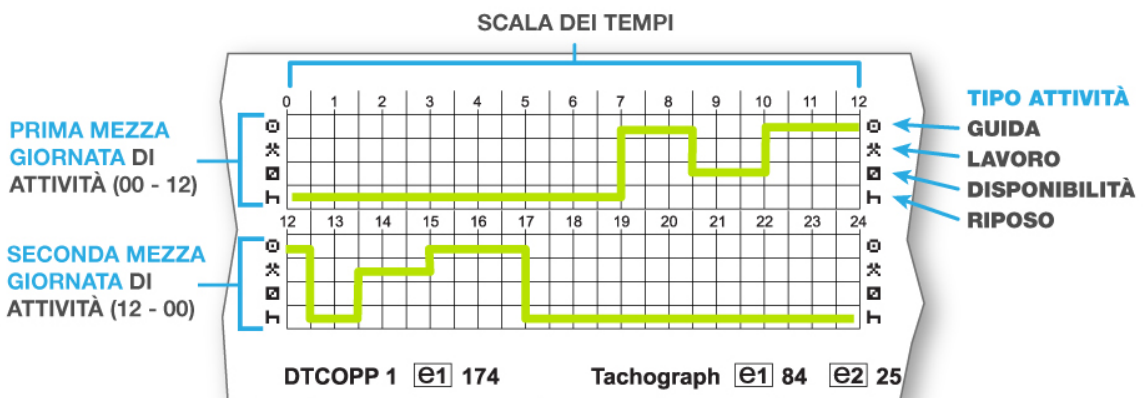 SCALA DEI TEMPI
0 1 2 3 4 5 6 7 8 9 10 11 12
PRIMA MEZZA
GIORNATA DI
ATTIVITÀ (00 - 12)
TIPO ATTIVITÀ
GUIDA
LAVORO
DISPONIBILITÀ
RIPOSO
12 13 14 15 16 17 18 19 20 21 22 23 24
SECONDA MEZZA
GIORNATA DI
ATTIVITÀ (12 - 00)
DTCOPP 1 e1 174 Tachograph e1 84 e2 25